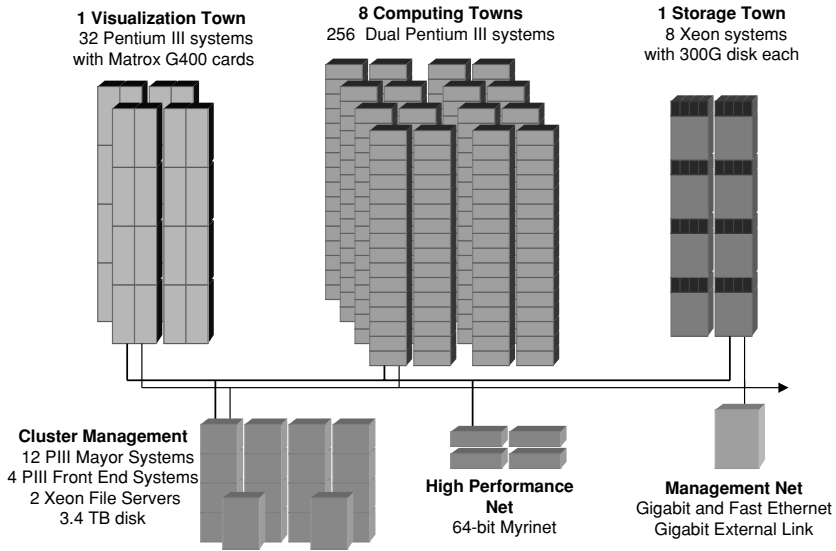 1 Visualization Town
32 Pentium III systems
with Matrox G400 cards
8 Computing Towns
256 Dual Pentium III systems
1 Storage Town
8 Xeon systems
with 300G disk each
Cluster Management
12 PIII Mayor Systems
4 PIII Front End Systems
2 Xeon File Servers
3.4 TB disk
High Performance
Net
64-bit Myrinet
Management Net
Gigabit and Fast Ethernet
Gigabit External Link